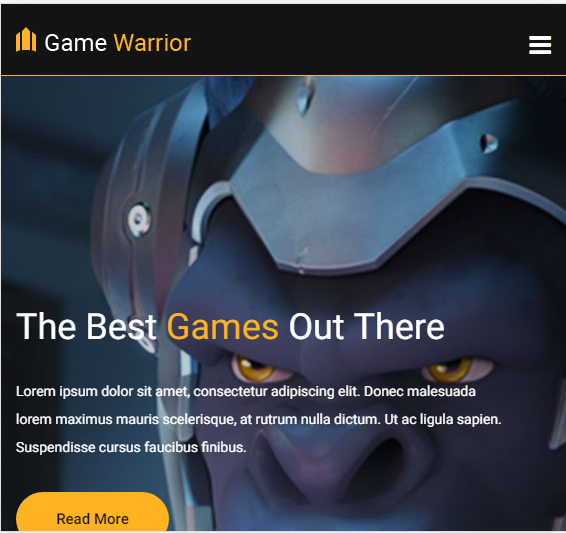 Game Warrior
The Best Games Out There
Lorem ipsum dolor sit amet, consectetur adipiscing elit. Donec malesuada
lorem maximus mauris scelerisque, at rutrum nulla dictum. Ut ac ligula sapien.
Suspendisse cursus faucibus finibus.
Read More